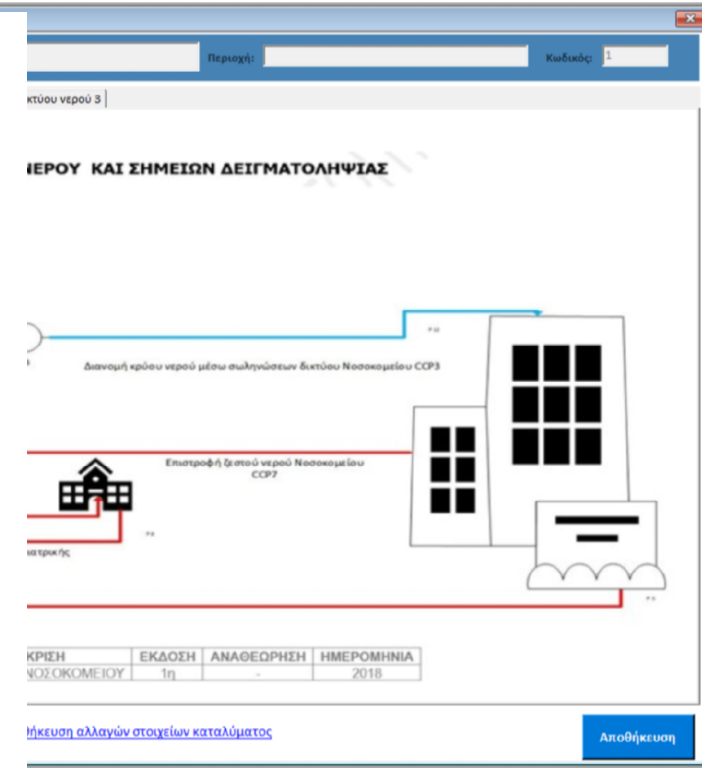 Περιοχή: Κωδικός: 1
κτύου νερού 3
ΝΕΡΟΥ ΚΑΙ ΣΗΜΕΙΩΝ ΔΕΙΓΜΑΤΟΛΗΨΙΑΣ
Διανομή κρύου νερού μέσω σωληνώσεων δικτύου Νοσοκομείου CCP3
Επιστροφή ζεστού νερού Νοσοκομείου
CCP7
ιατρικής
ΚΡΙΣΗ ΕΚΔΟΣΗ ΑΝΑΘΕΩΡΗΣΗ ΗΜΕΡΟΜΗΝΙΑ
ΝΟΣΟΚΟΜΕΙΟΥ 1η - 2018
θήκευση αλλαγών στοιχείων καταλύματος
Αποθήκευση